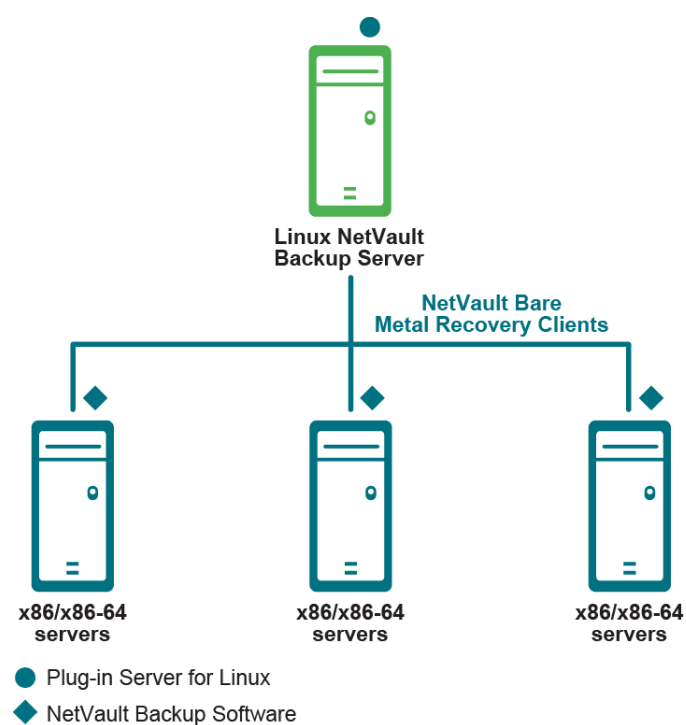 Linux NetVault
Backup Server
NetVault Bare
Metal Recovery Clients
x86/x86-64
servers
x86/x86-64
servers
x86/x86-64
servers
Plug-in Server for Linux
NetVault Backup Software